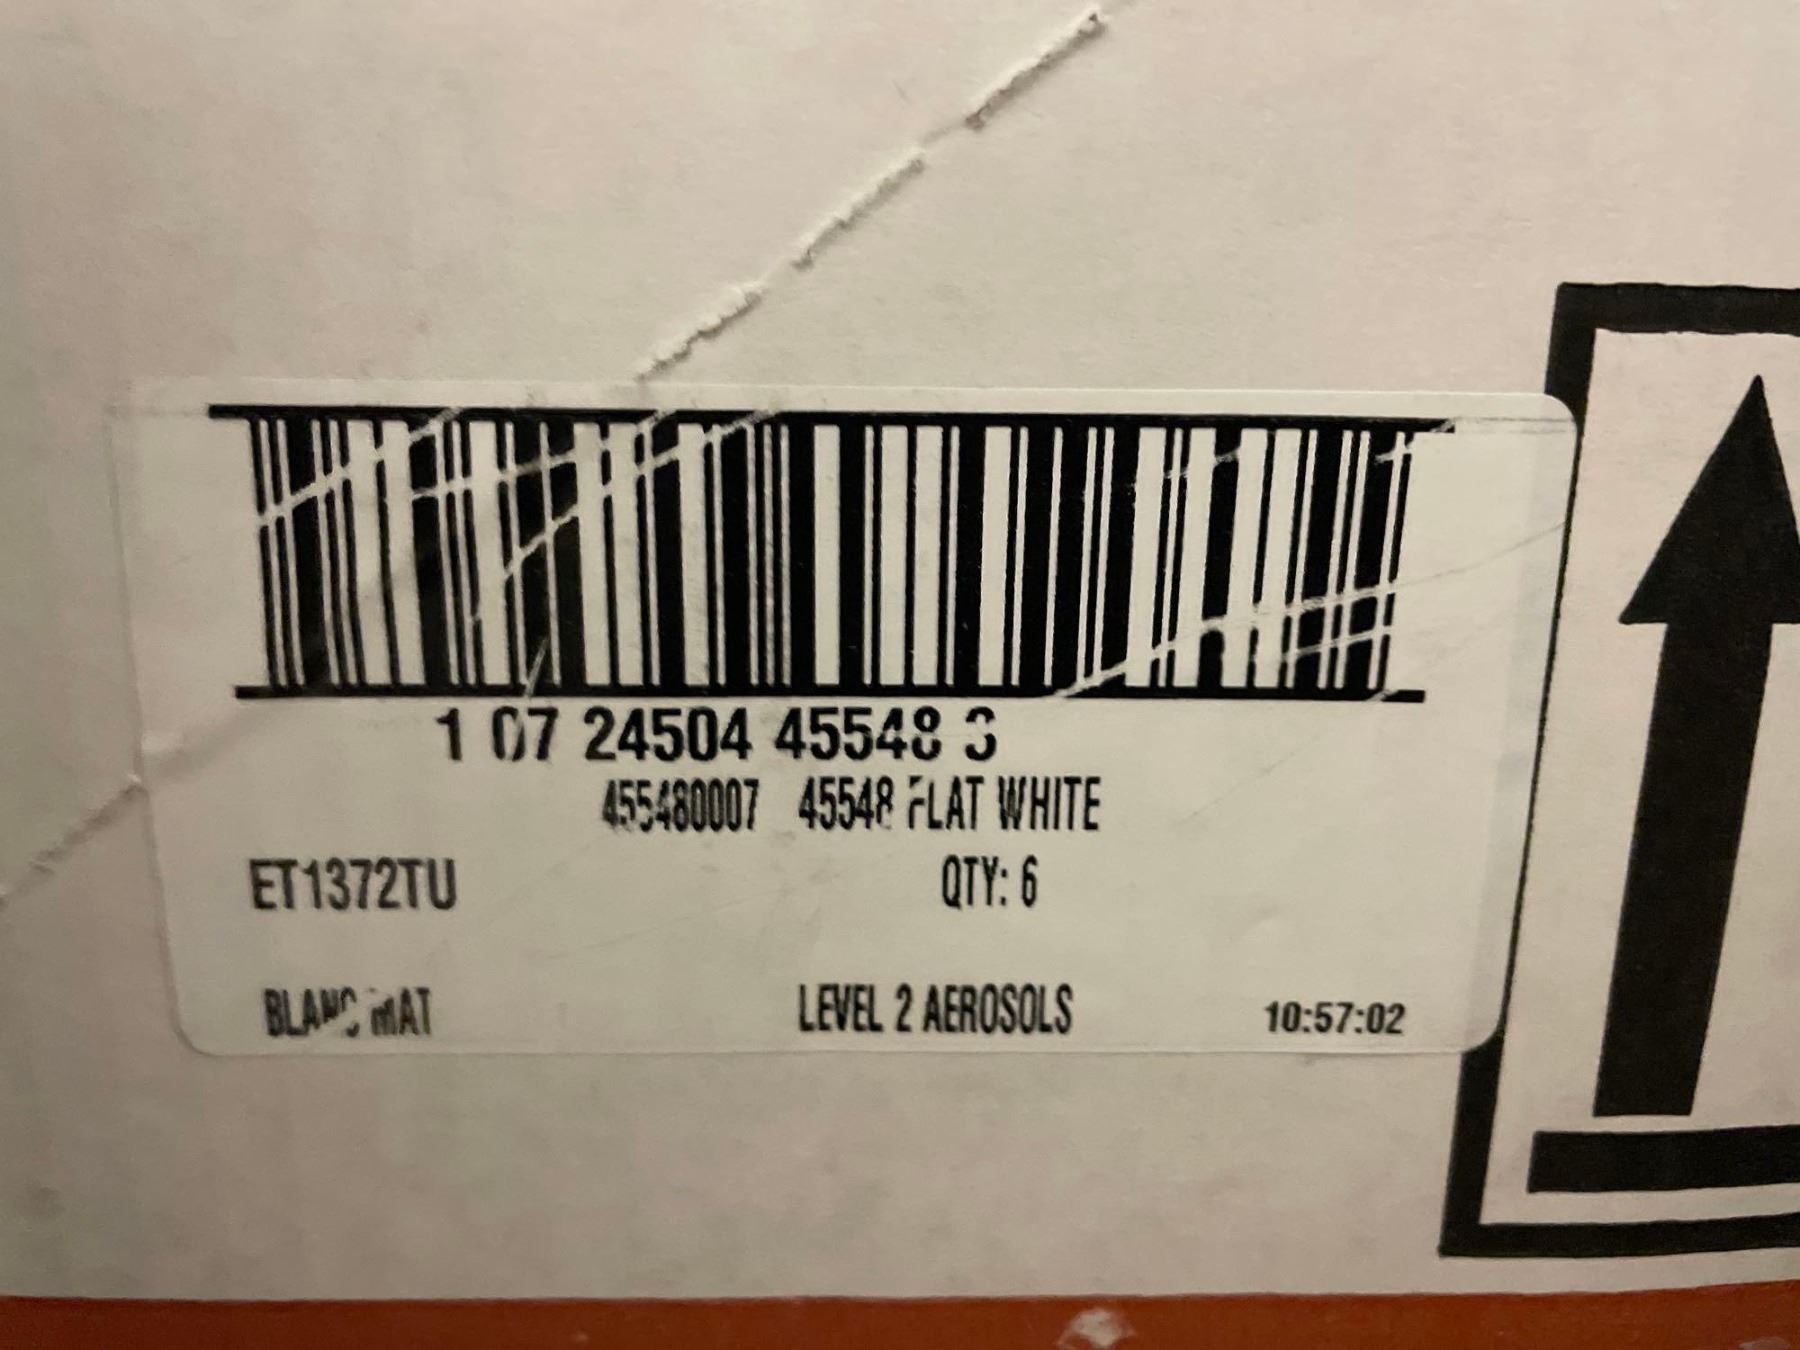 1 07 24504 45548 3
455480007 45548 FLAT WHITE
ET1372TU QTY: 6
BLANC MAT LEVEL 2 AEROSOLS 10:57:02